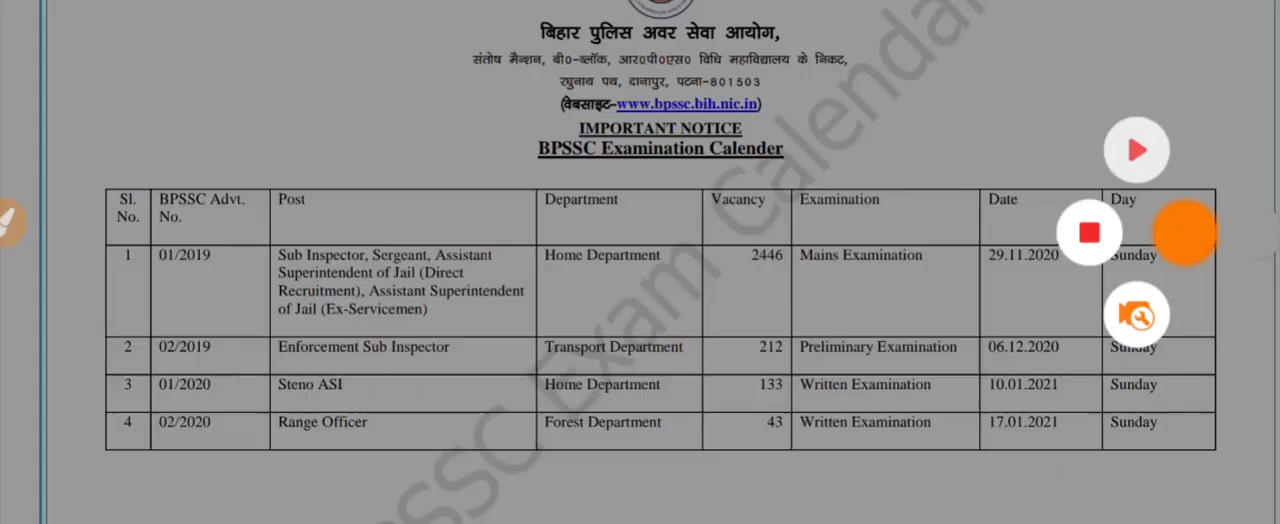 बिहार पुलिस अवर सेवा आयोग,
संतोष मैन्शन, बी०-ब्लॉक, आर०पी०एस० विधि महाविद्यालय के निकट,
रघुनाथ पथ, दानापुर, पटना-801503
(वेबसाइट-www.bpssc.bih.nic.in)
IMPORTANT NOTICE
BPSSC Examination Calender
Sl. No. BPSSC Advt. No. Post Department Vacancy Examination Date Day
1 01/2019 Sub Inspector, Sergeant, Assistant Home Department 2446 Mains Examination 29.11.2020 Sunday
Superintendent of Jail (Direct
Recruitment), Assistant Superintendent
of Jail (Ex-Servicemen)
2 02/2019 Enforcement Sub Inspector Transport Department 212 Preliminary Examination 06.12.2020 Sunday
3 01/2020 Steno ASI Home Department 133 Written Examination 10.01.2021 Sunday
4 02/2020 Range Officer Forest Department 43 Written Examination 17.01.2021 Sunday
BPSSC Exam Calendar